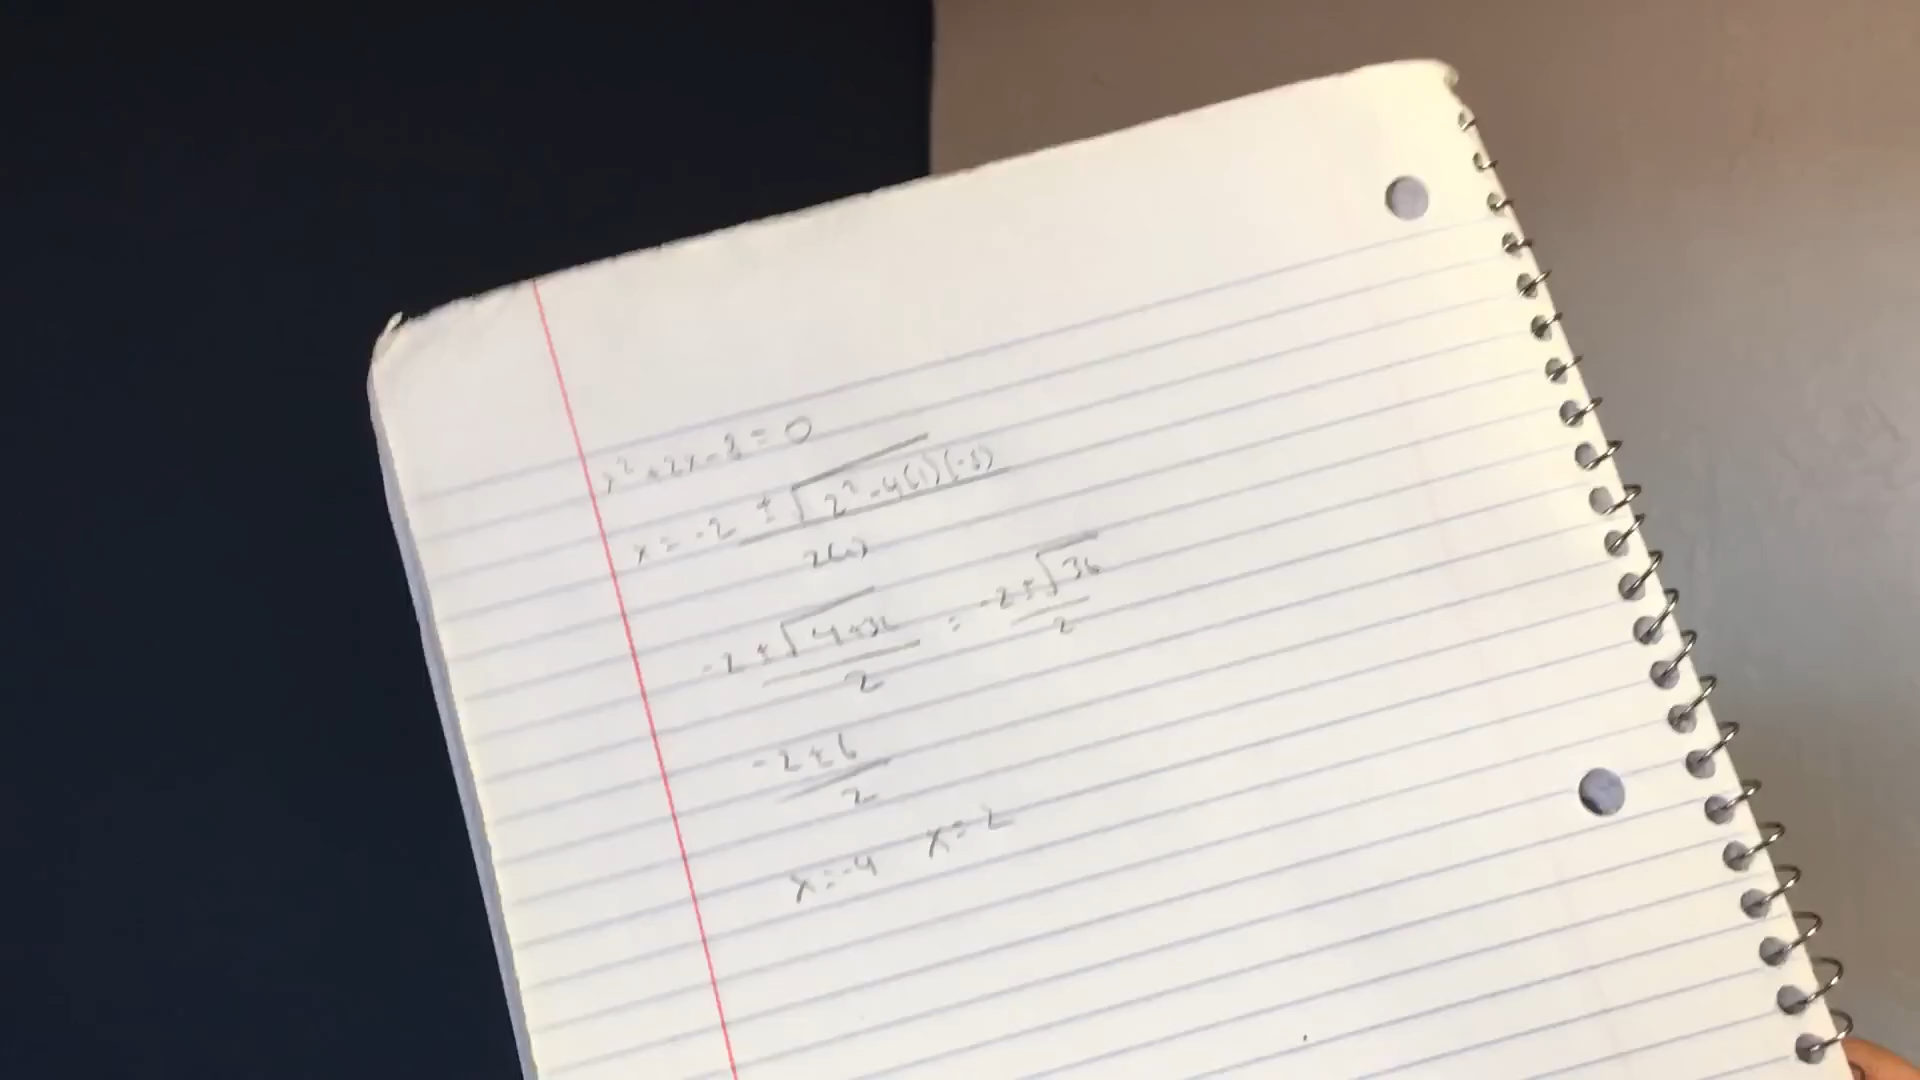 x² + 2x - 8 = 0
x = -2 ± √2² - 4(1)(-8)
2(1)
-2 ± √4+32 = -2 ± √36
2 2
-2 ± 6
2
x = -4 x = 2